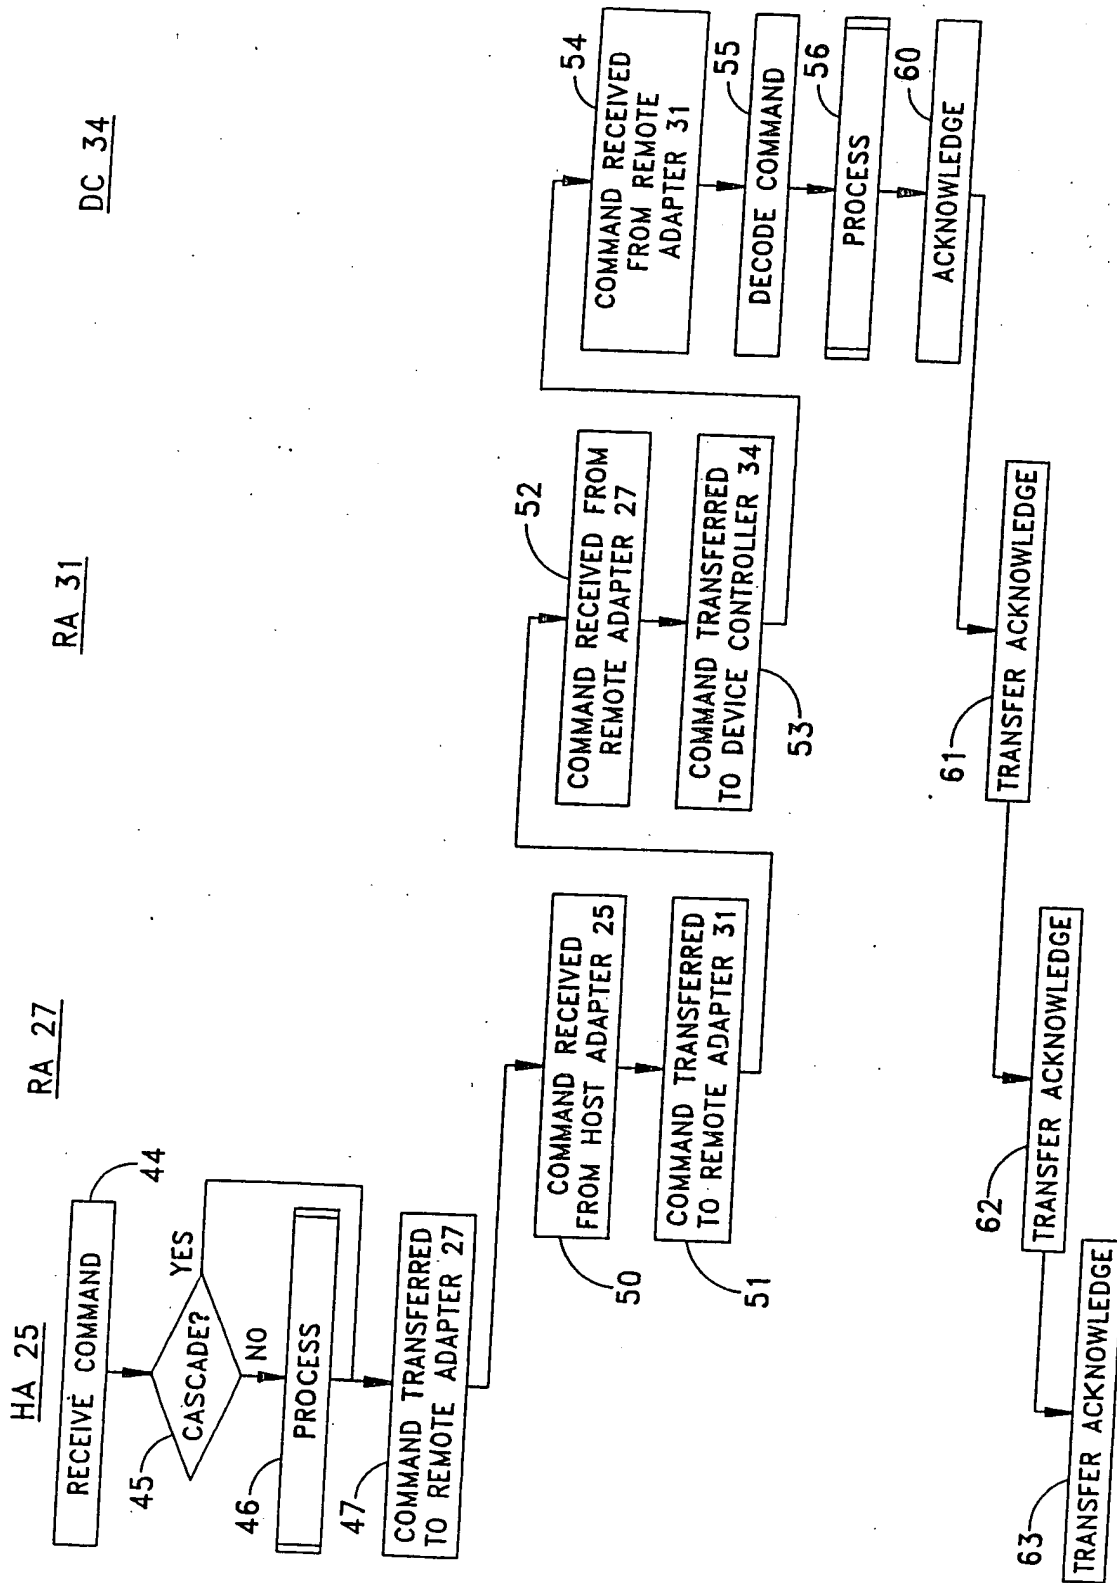 HA 25
RA 27
RA 31
DC 34
44
RECEIVE COMMAND
45
CASCADE?
YES
NO
46
PROCESS
47
COMMAND TRANSFERRED
TO REMOTE ADAPTER 27
50
COMMAND RECEIVED
FROM HOST ADAPTER 25
51
COMMAND TRANSFERRED
TO REMOTE ADAPTER 31
52
COMMAND RECEIVED FROM
REMOTE ADAPTER 27
53
COMMAND TRANSFERRED
TO DEVICE CONTROLLER 34
54
COMMAND RECEIVED
FROM REMOTE
ADAPTER 31
55
DECODE COMMAND
56
PROCESS
60
ACKNOWLEDGE
61
TRANSFER ACKNOWLEDGE
62
TRANSFER ACKNOWLEDGE
63
TRANSFER ACKNOWLEDGE